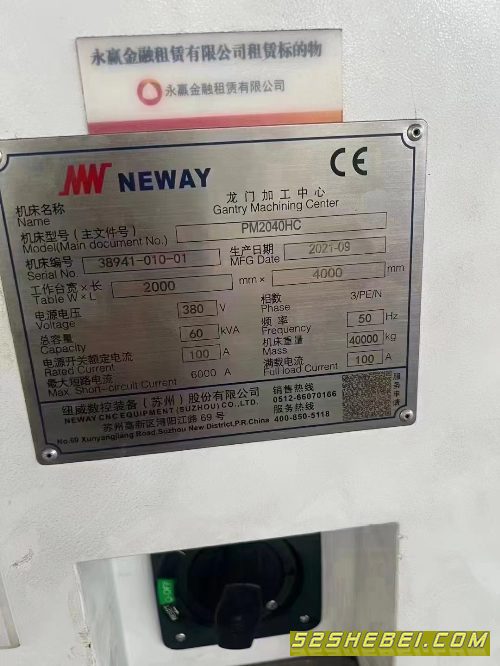 永赢金融租赁有限公司租赁标的物
永赢金融租赁有限公司
NEWAY CE
机床名称 龙门加工中心
Name Gantry Machining Center
机床型号(主文件号) PM2040HC
Model(Main document No.)
机床编号 38941-010-01 生产日期 2021-09
Serial No. MFG Date
工作台宽×长 2000 mm× 4000 mm
Table W×L
电源电压 380 V 相数 3/PE/N
Voltage Phase
总容量 60 kVA 频率 50 Hz
Capacity Frequency
电源开关额定电流 100 A 机床重量 40000 kg
Rated Current Mass
最大短路电流 6000 A 满载电流 100 A
Max. Short-circuit Current Full load Current
纽威数控装备(苏州)股份有限公司 销售热线
NEWAY CNC EQUIPMENT (SUZHOU) CO.,LTD. 0512-66070166
苏州高新区浔阳江路 69 号 服务热线
No.69 Xunyangjiang Road,Suzhou New District,P.R.China 400-850-5118
服务申请
52SHEBEI.COM